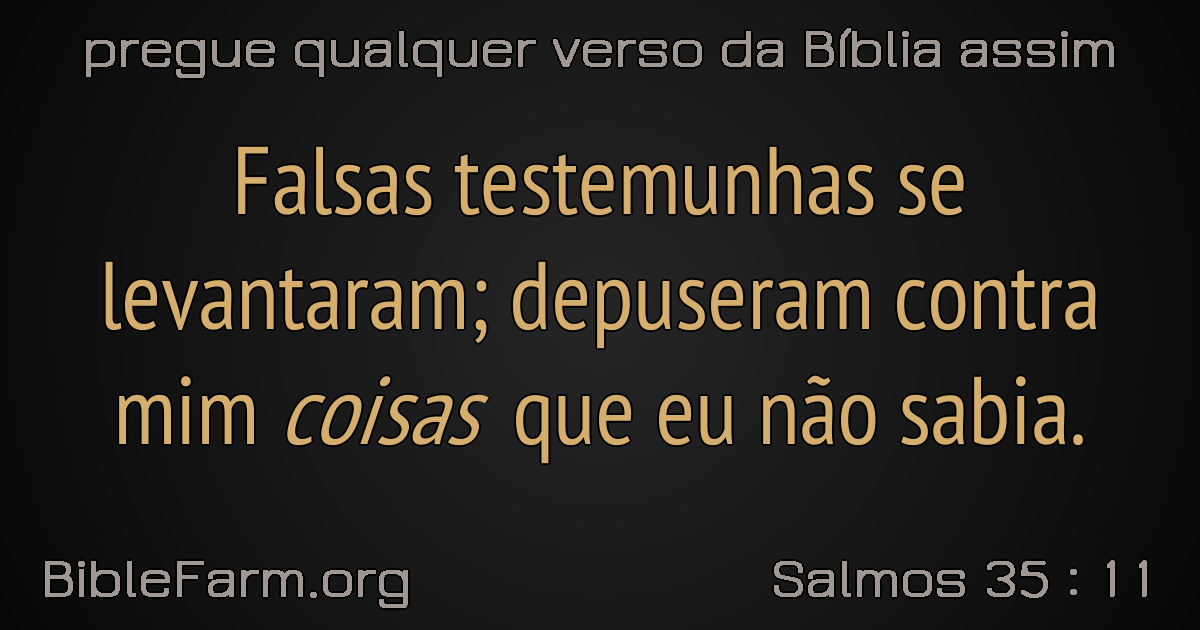 pregue qualquer verso da Bíblia assim
Falsas testemunhas se
levantaram; depuseram contra
mim coisas que eu não sabia.
BibleFarm.org
Salmos 35 : 11